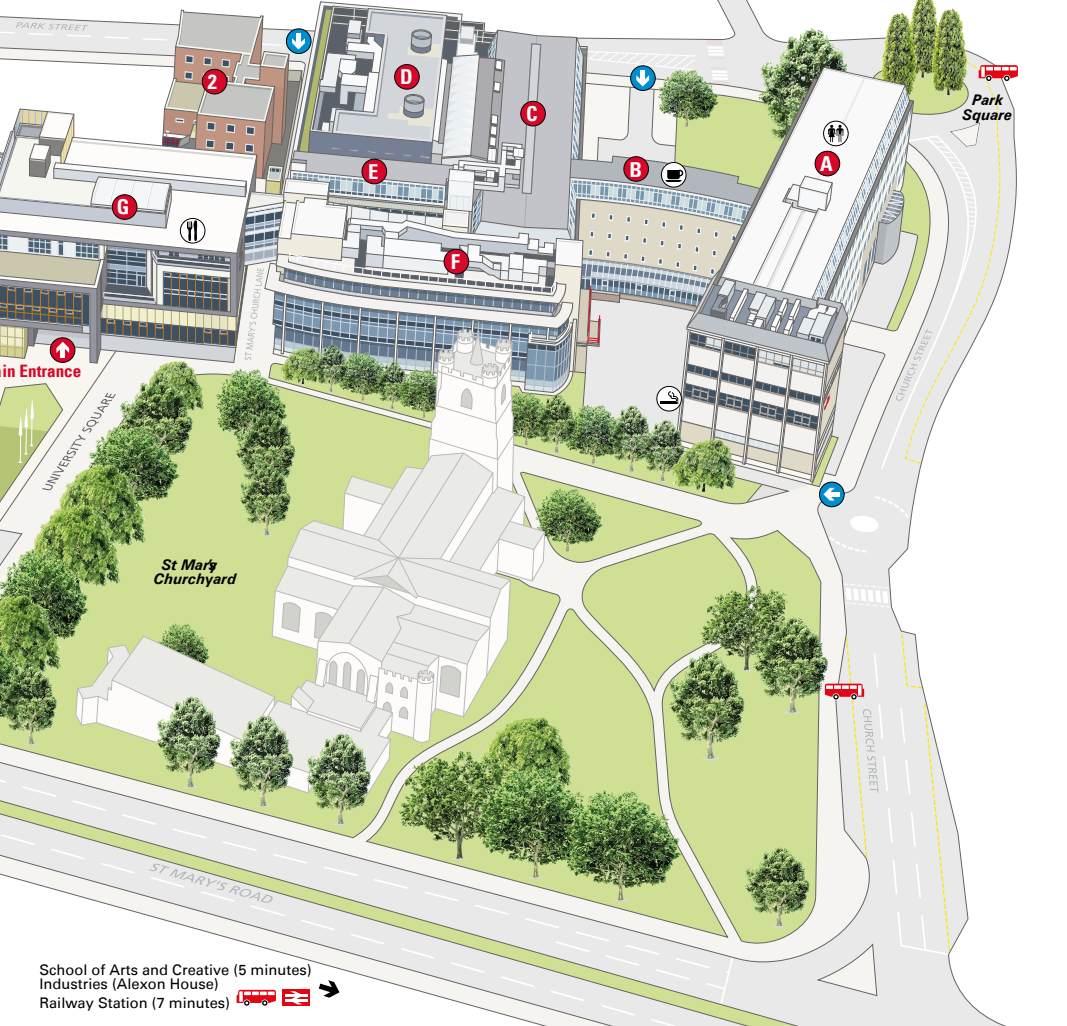 PARK STREET
2
D
C
Park
Square
A
B
E
G
F
ST MARY'S CHURCH LANE
CHURCH STREET
ain Entrance
UNIVERSITY SQUARE
St Marys
Churchyard
CHURCH STREET
ST MARY'S ROAD
School of Arts and Creative (5 minutes)
Industries (Alexon House)
Railway Station (7 minutes)